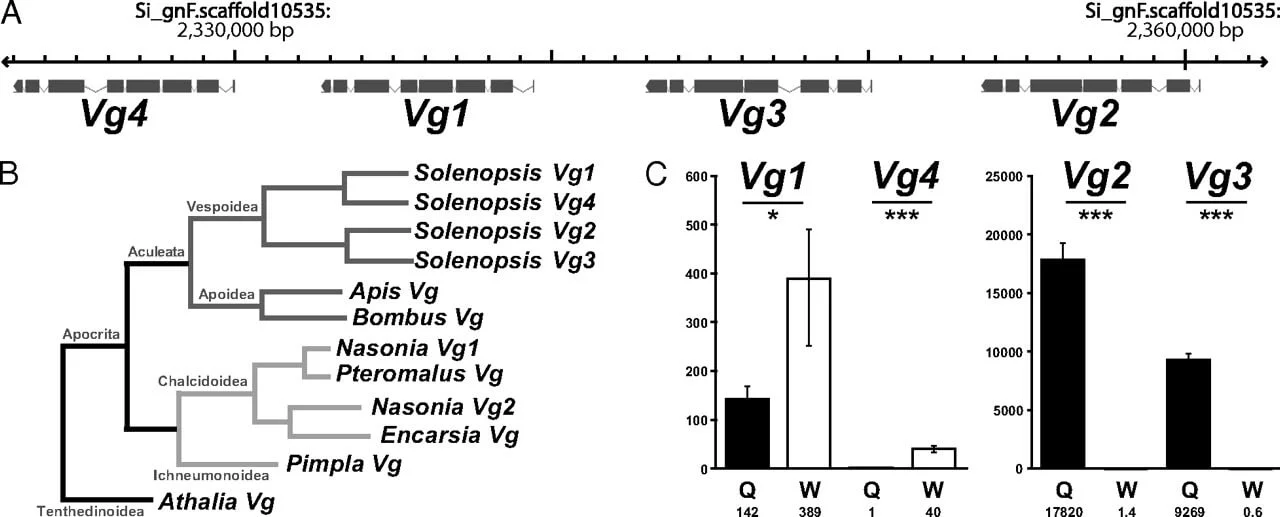 A
Si_gnF.scaffold10535:
2,330,000 bp
Si_gnF.scaffold10535:
2,360,000 bp
Vg4
Vg1
Vg3
Vg2
B
Solenopsis Vg1
Solenopsis Vg4
Solenopsis Vg2
Solenopsis Vg3
Apis Vg
Bombus Vg
Nasonia Vg1
Pteromalus Vg
Nasonia Vg2
Encarsia Vg
Pimpla Vg
Athalia Vg
Vespoidea
Aculeata
Apoidea
Apocrita
Chalcidoidea
Ichneumonoidea
Tenthedinoidea
C
Vg1
*
Vg4
***
600
500
400
300
200
100
0
Q W Q W
142 389 1 40
Vg2
***
Vg3
***
25000
20000
15000
10000
5000
0
Q W Q W
17820 1.4 9269 0.6